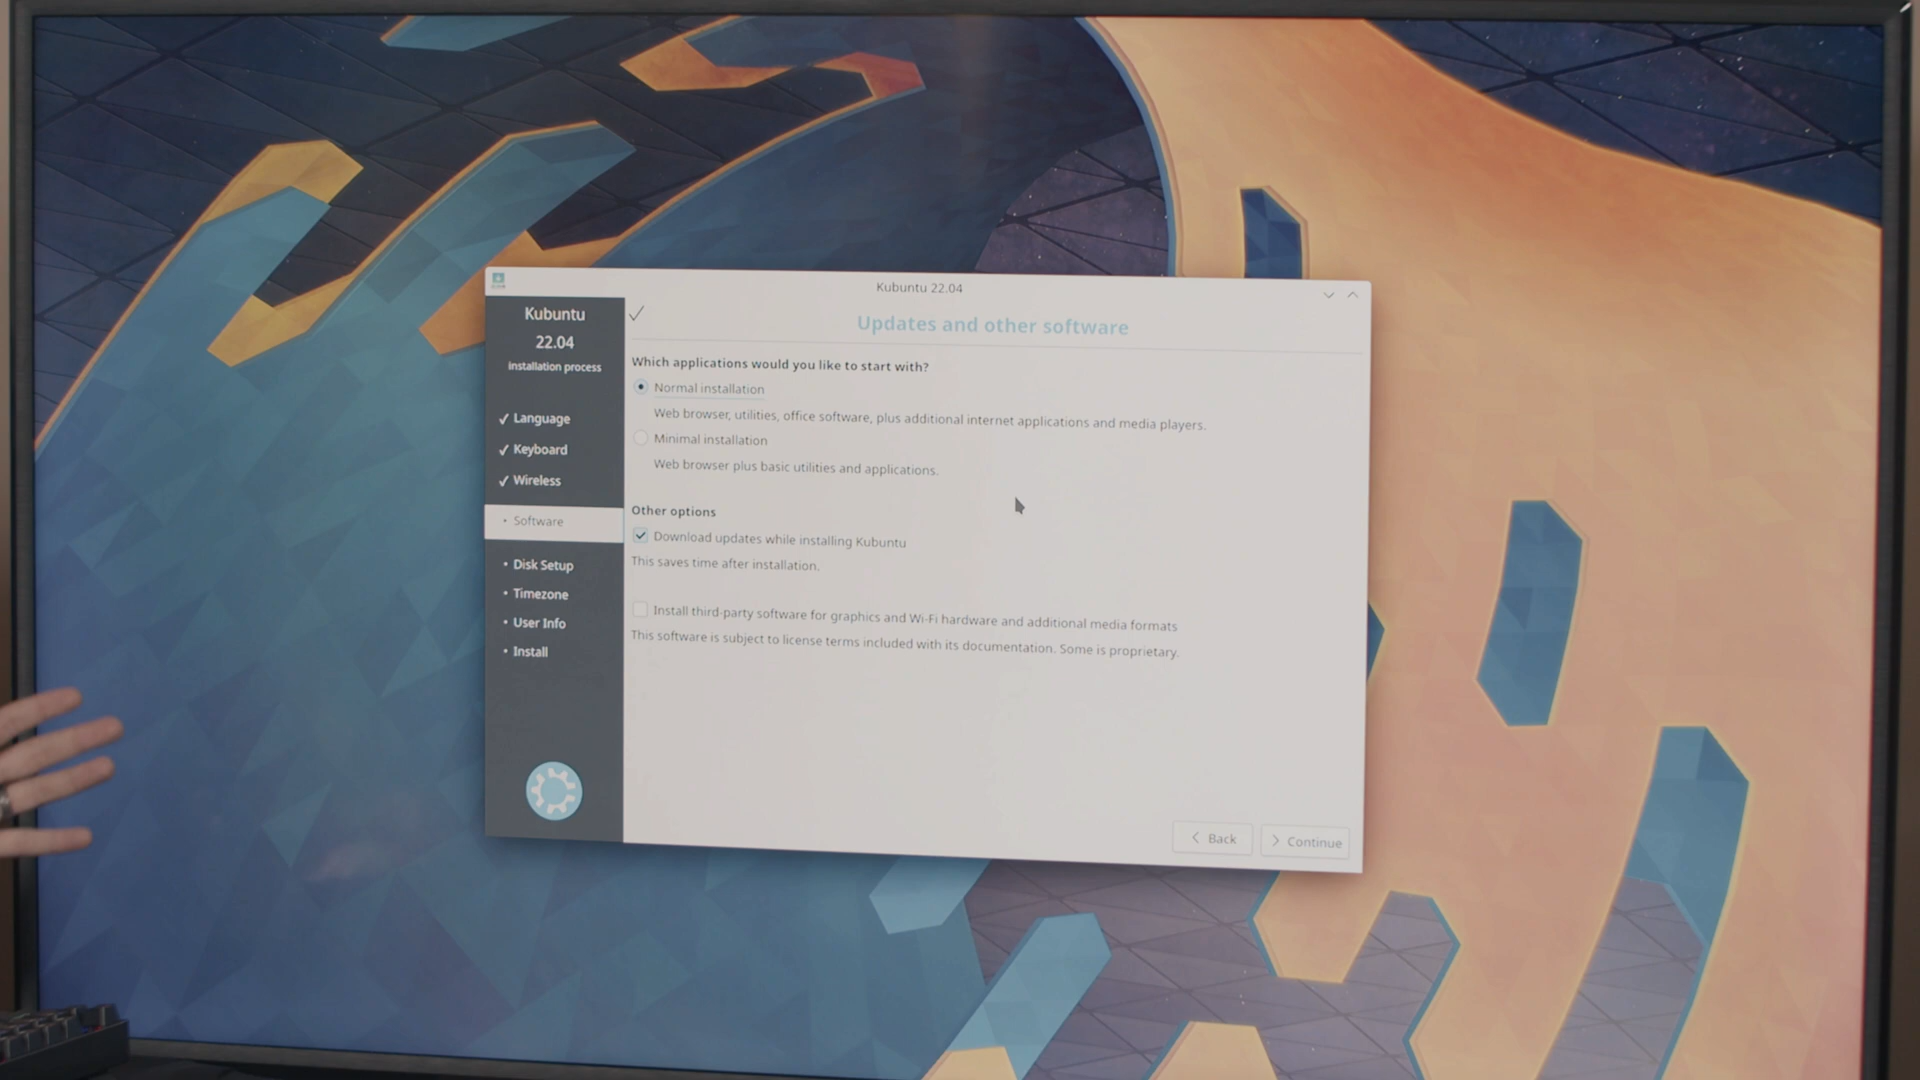 Kubuntu 22.04
Kubuntu
22.04
Installation process
Language
Keyboard
Wireless
Software
Disk Setup
Timezone
User Info
Install
Updates and other software
Which applications would you like to start with?
Normal installation
Web browser, utilities, office software, plus additional internet applications and media players.
Minimal installation
Web browser plus basic utilities and applications.
Other options
Download updates while installing Kubuntu
This saves time after installation.
Install third-party software for graphics and Wi-Fi hardware and additional media formats
This software is subject to license terms included with its documentation. Some is proprietary.
Back
Continue